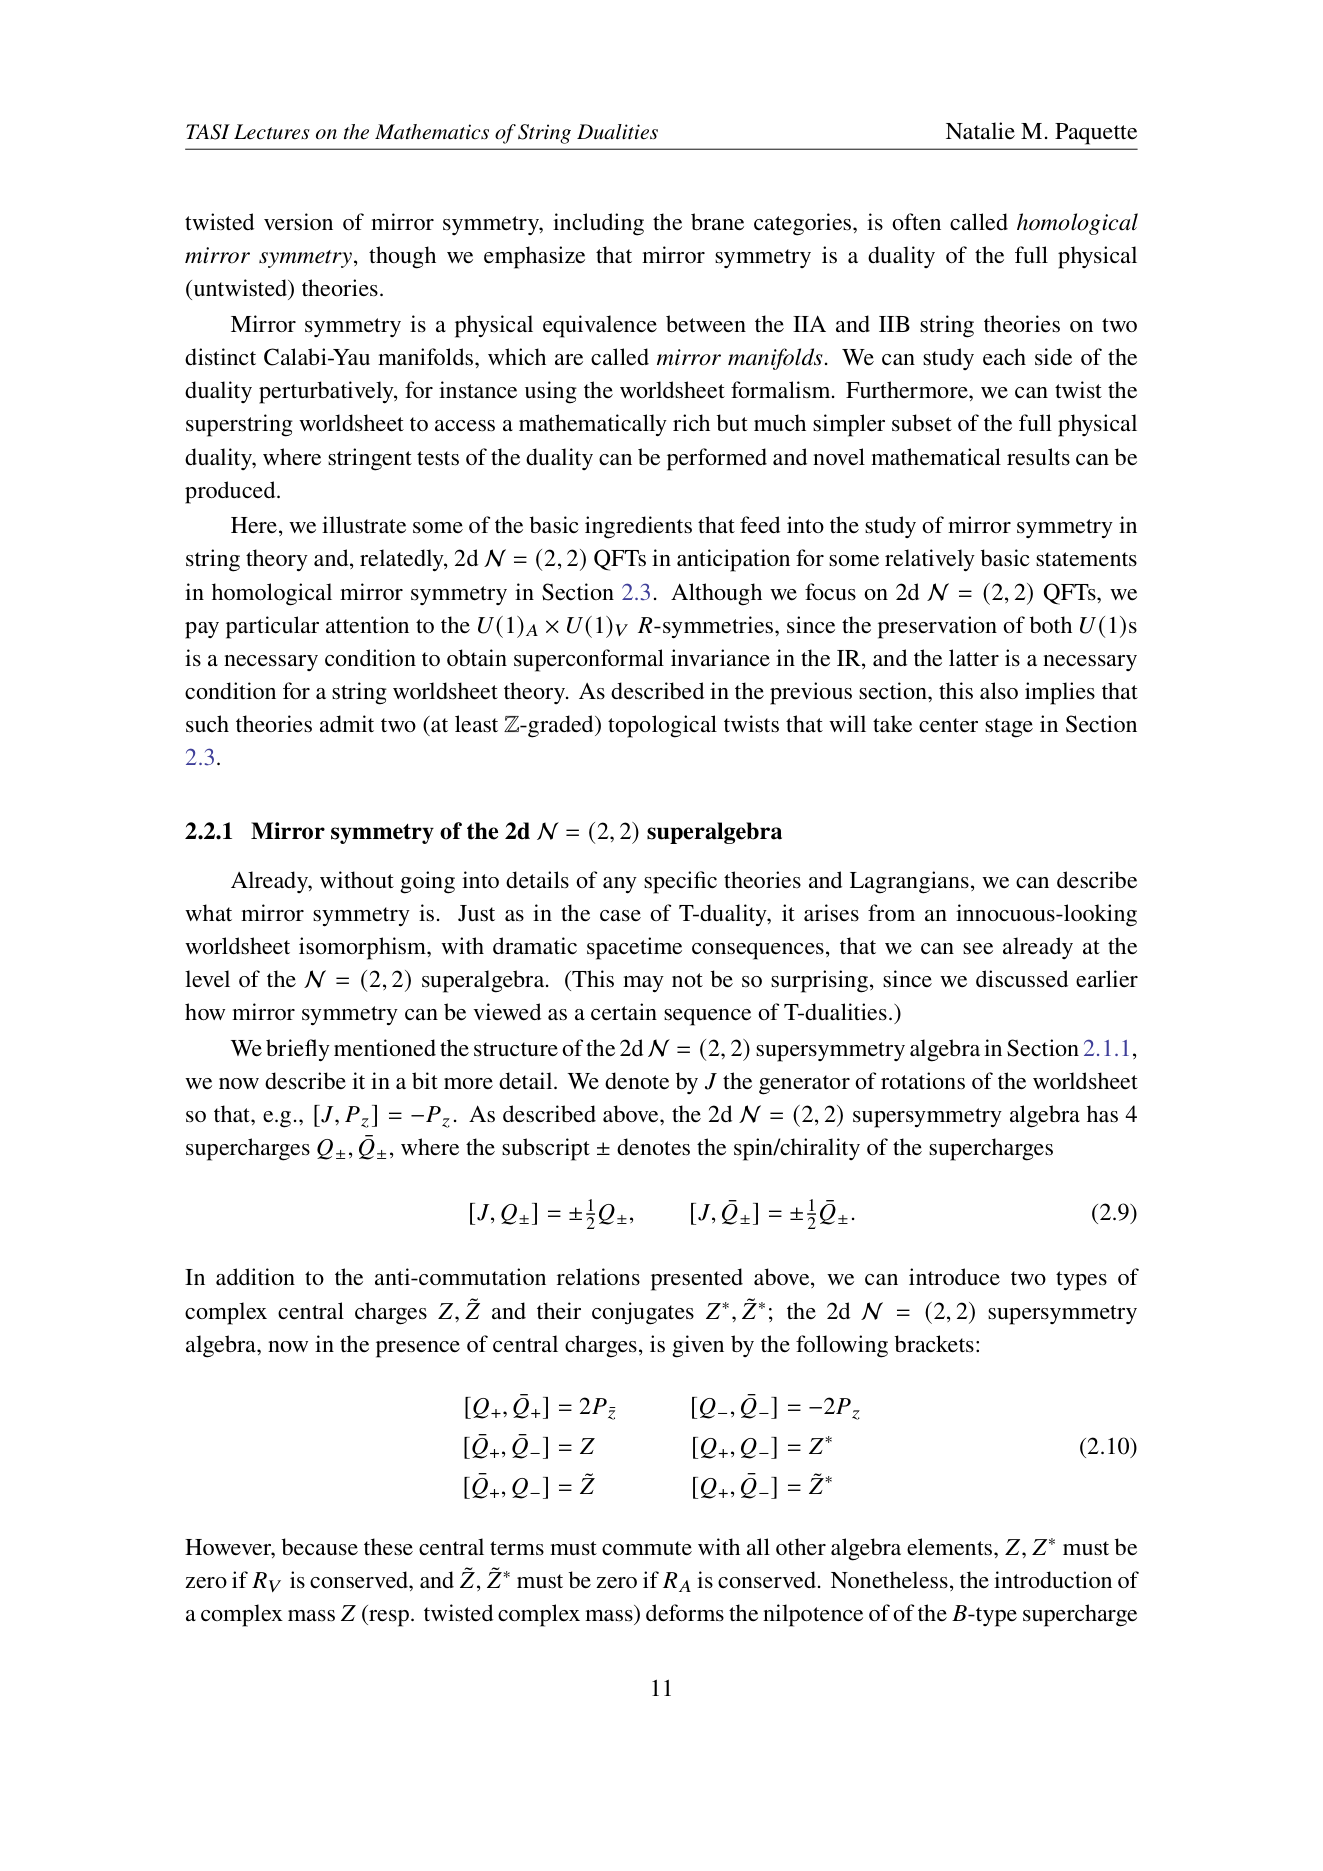 TASI Lectures on the Mathematics of String Dualities Natalie M. Paquette
twisted version of mirror symmetry, including the brane categories, is often called homological
mirror symmetry, though we emphasize that mirror symmetry is a duality of the full physical
(untwisted) theories.
Mirror symmetry is a physical equivalence between the IIA and IIB string theories on two
distinct Calabi-Yau manifolds, which are called mirror manifolds. We can study each side of the
duality perturbatively, for instance using the worldsheet formalism. Furthermore, we can twist the
superstring worldsheet to access a mathematically rich but much simpler subset of the full physical
duality, where stringent tests of the duality can be performed and novel mathematical results can be
produced.
Here, we illustrate some of the basic ingredients that feed into the study of mirror symmetry in
string theory and, relatedly, 2d 𝒩 = (2, 2) QFTs in anticipation for some relatively basic statements
in homological mirror symmetry in Section 2.3. Although we focus on 2d 𝒩 = (2, 2) QFTs, we
pay particular attention to the U(1)_A × U(1)_V R-symmetries, since the preservation of both U(1)s
is a necessary condition to obtain superconformal invariance in the IR, and the latter is a necessary
condition for a string worldsheet theory. As described in the previous section, this also implies that
such theories admit two (at least ℤ-graded) topological twists that will take center stage in Section
2.3.
2.2.1 Mirror symmetry of the 2d 𝒩 = (2, 2) superalgebra
Already, without going into details of any specific theories and Lagrangians, we can describe
what mirror symmetry is. Just as in the case of T-duality, it arises from an innocuous-looking
worldsheet isomorphism, with dramatic spacetime consequences, that we can see already at the
level of the 𝒩 = (2, 2) superalgebra. (This may not be so surprising, since we discussed earlier
how mirror symmetry can be viewed as a certain sequence of T-dualities.)
We briefly mentioned the structure of the 2d 𝒩 = (2, 2) supersymmetry algebra in Section 2.1.1,
we now describe it in a bit more detail. We denote by J the generator of rotations of the worldsheet
so that, e.g., [J, P_z] = −P_z. As described above, the 2d 𝒩 = (2, 2) supersymmetry algebra has 4
supercharges Q_±, Q̄_±, where the subscript ± denotes the spin/chirality of the supercharges
[J, Q_±] = ±½Q_±, [J, Q̄_±] = ±½Q̄_±. (2.9)
In addition to the anti-commutation relations presented above, we can introduce two types of
complex central charges Z, Z̃ and their conjugates Z*, Z̃*; the 2d 𝒩 = (2, 2) supersymmetry
algebra, now in the presence of central charges, is given by the following brackets:
[Q_+, Q̄_+] = 2P_z̄ [Q_−, Q̄_−] = −2P_z
[Q̄_+, Q̄_−] = Z [Q_+, Q_−] = Z* (2.10)
[Q̄_+, Q_−] = Z̃ [Q_+, Q̄_−] = Z̃*
However, because these central terms must commute with all other algebra elements, Z, Z* must be
zero if R_V is conserved, and Z̃, Z̃* must be zero if R_A is conserved. Nonetheless, the introduction of
a complex mass Z (resp. twisted complex mass) deforms the nilpotence of of the B-type supercharge
11